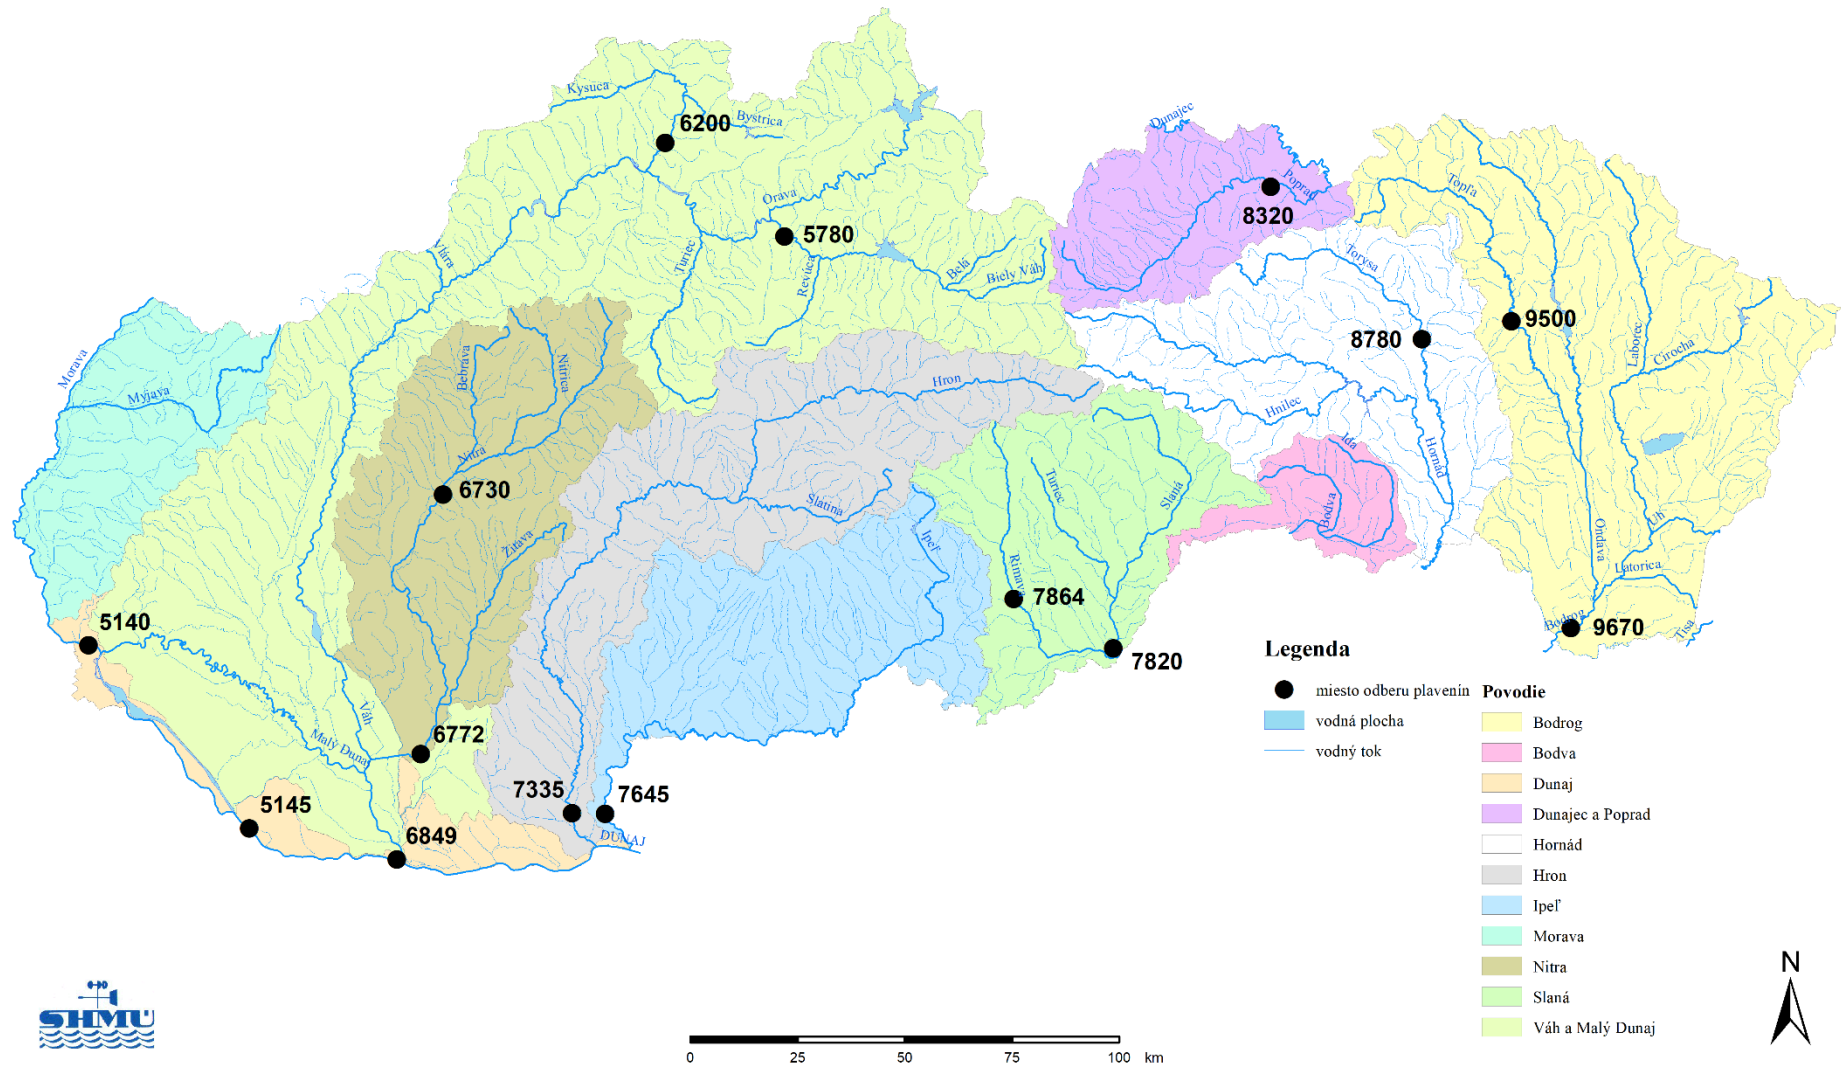 Kysuca
Bystrica
6200
Dunajec
Orava
Poprad
8320
Topľa
5780
Vlára
Turiec
Revúca
Belá
Biely Váh
Torysa
9500
8780
Laborec
Cirocha
Morava
Myjava
Bebrava
Nitrica
Hron
Hnilec
Ida
Hornád
Nitra
6730
Slatina
Turiec
Slaná
Bodva
Žitava
Ipeľ
Rimava
Ondava
Uh
Latorica
7864
5140
Bodrog
9670
Tisa
7820
Váh
Malý Dunaj
6772
5145
6849
7335
7645
DUNAJ
Legenda
miesto odberu plavenín
vodná plocha
vodný tok
Povodie
Bodrog
Bodva
Dunaj
Dunajec a Poprad
Hornád
Hron
Ipeľ
Morava
Nitra
Slaná
Váh a Malý Dunaj
N
SHMÚ
0 25 50 75 100 km